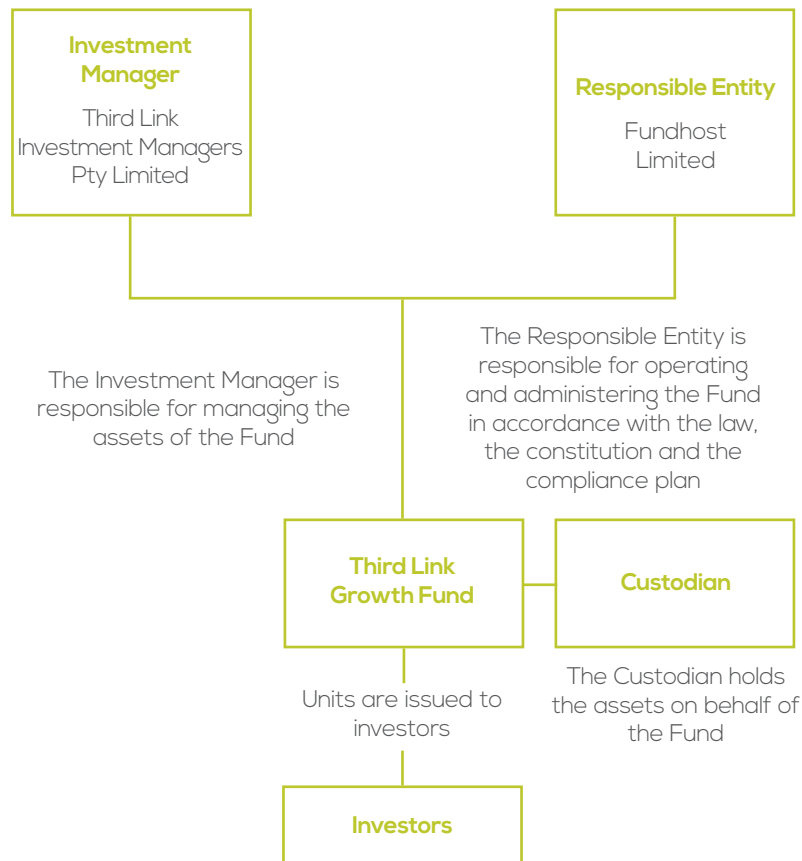 Investment
Manager
Third Link
Investment Managers
Pty Limited
Responsible Entity
Fundhost
Limited
The Investment Manager is
responsible for managing the
assets of the Fund
The Responsible Entity is
responsible for operating
and administering the Fund
in accordance with the law,
the constitution and the
compliance plan
Third Link
Growth Fund
Custodian
Units are issued to
investors
The Custodian holds
the assets on behalf of
the Fund
Investors